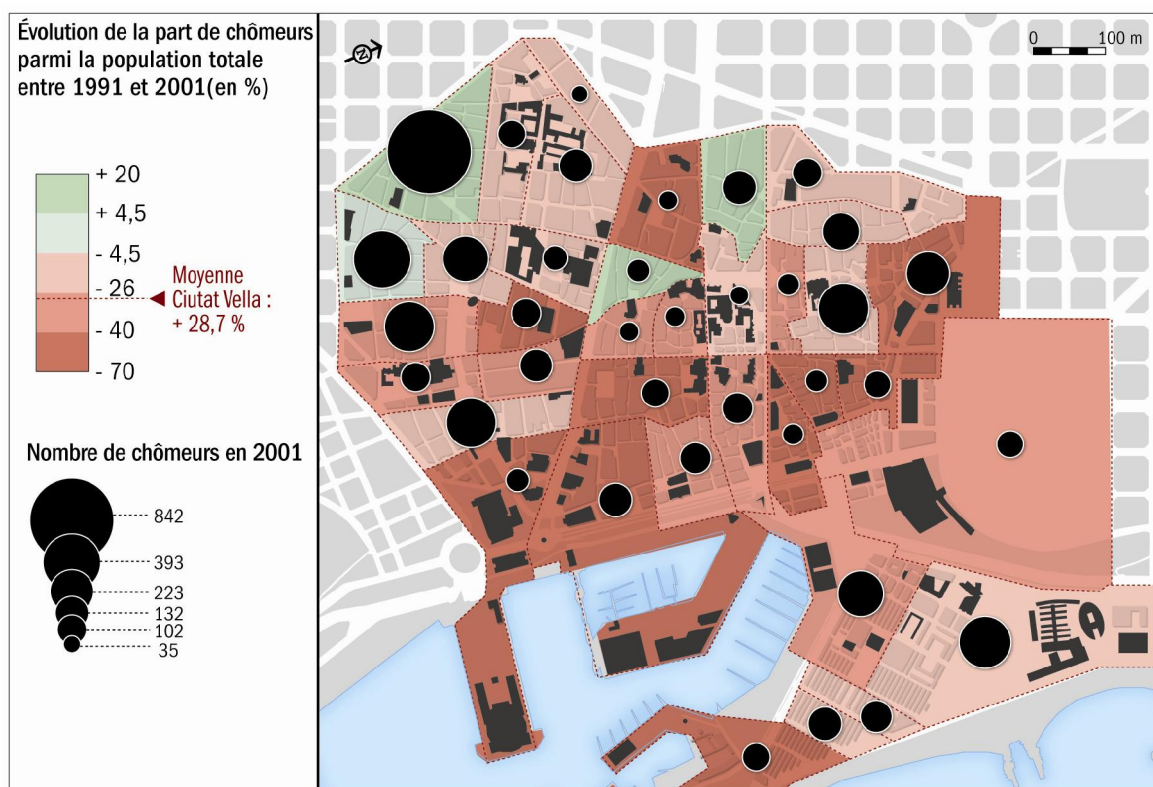 Évolution de la part de chômeurs
parmi la population totale
entre 1991 et 2001(en %)
+ 20
+ 4,5
- 4,5
- 26
- 40
- 70
Moyenne
Ciutat Vella :
+ 28,7 %
Nombre de chômeurs en 2001
842
393
223
132
102
35
N
0 100 m